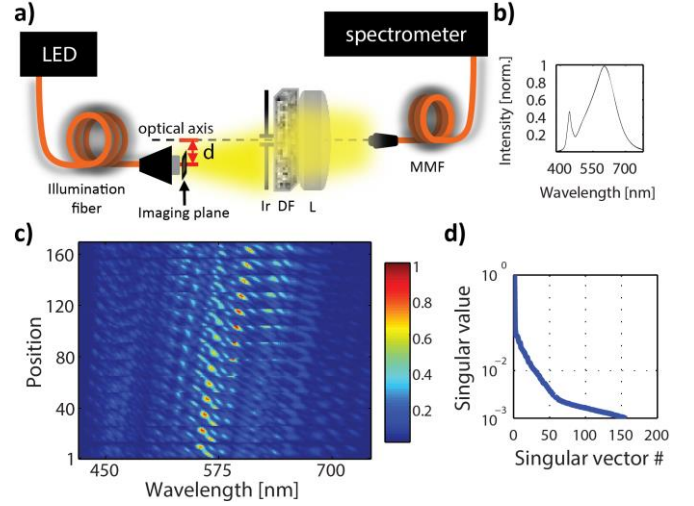 a)
LED
spectrometer
b)
Intensity [norm.]
1
0.8
0.6
0.4
0.2
400 550 700
Wavelength [nm]
optical axis
d
Illumination
fiber
Imaging plane
Ir DF L
MMF
c)
Position
160
120
80
40
1
450 575 700
Wavelength [nm]
1
0.8
0.6
0.4
0.2
d)
Singular value
10^0
10^-2
10^-3
0 50 100 150 200
Singular vector #